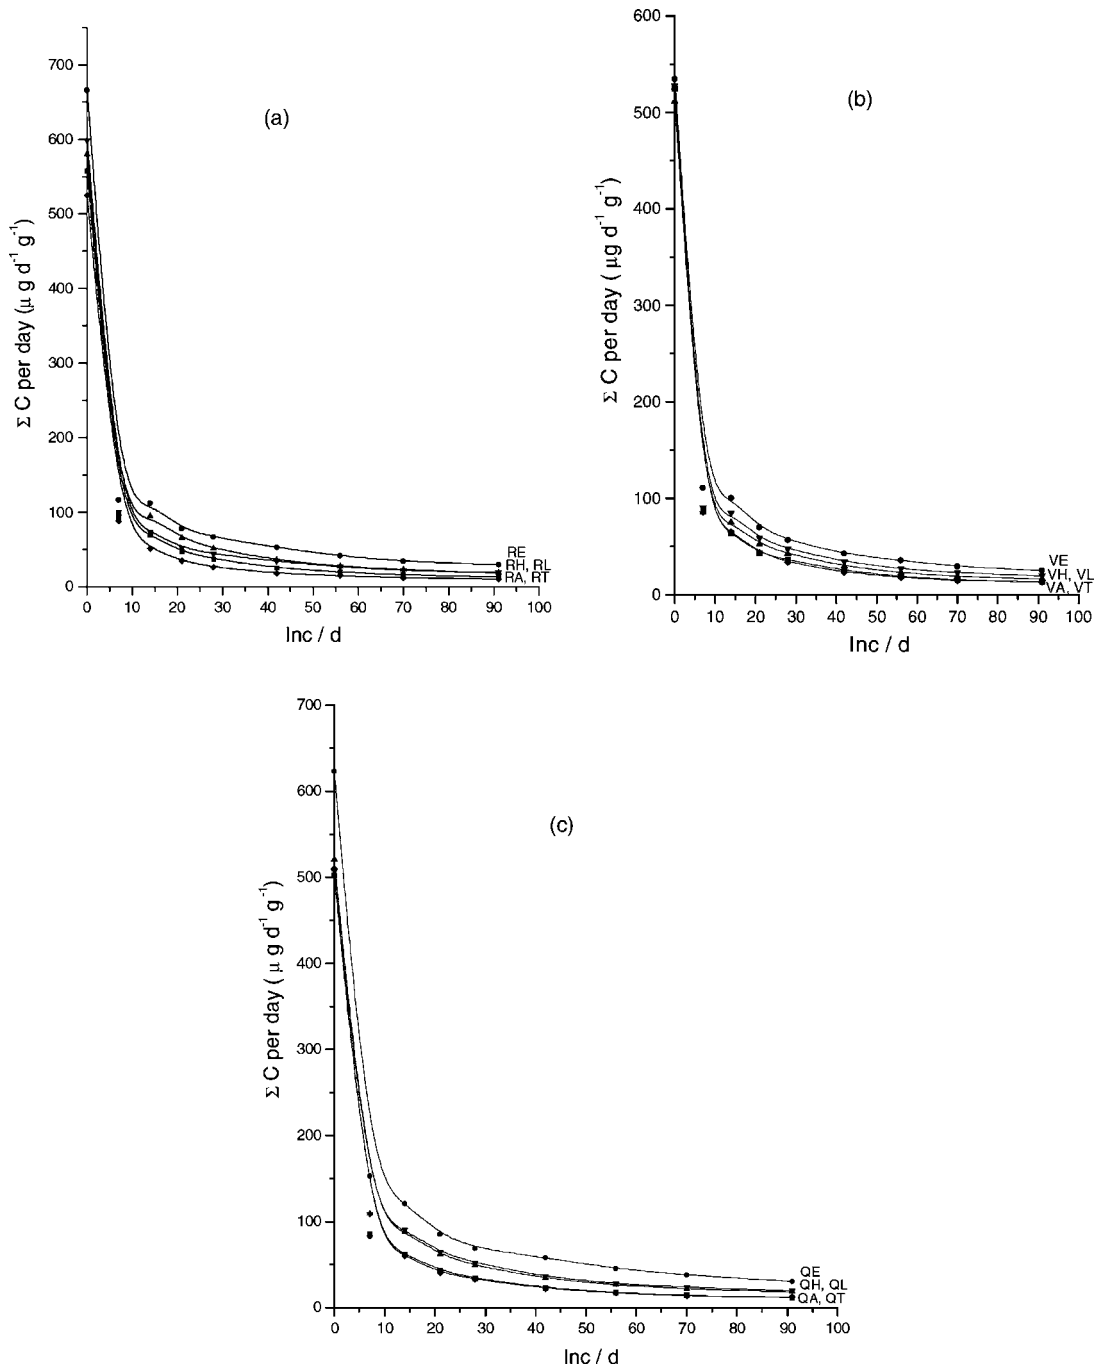 (a)
Σ C per day (μ g d-1 g-1)
700
600
500
400
300
200
100
0
0 10 20 30 40 50 60 70 80 90 100
Inc / d
RE
RH, RL
RA, RT
(b)
Σ C per day ( μg d-1 g-1)
600
500
400
300
200
100
0
0 10 20 30 40 50 60 70 80 90 100
Inc / d
VE
VH, VL
VA, VT
(c)
Σ C per day ( μ g d-1 g-1)
700
600
500
400
300
200
100
0
0 10 20 30 40 50 60 70 80 90 100
Inc / d
QE
QH, QL
QA, QT